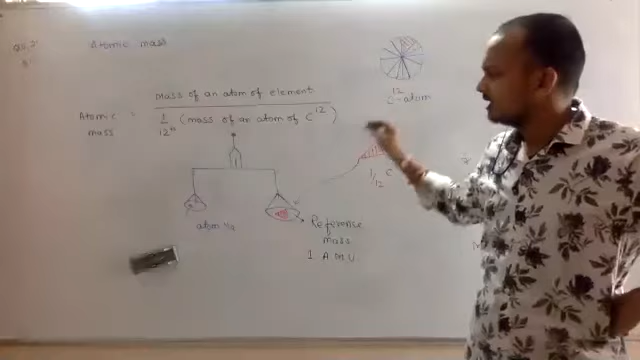 Atomic mass
12
C-atom
Mass of an atom of element
Atomic mass =
1/12th (mass of an atom of C12)
1/12 C
atom
Reference
mass
1 AMU